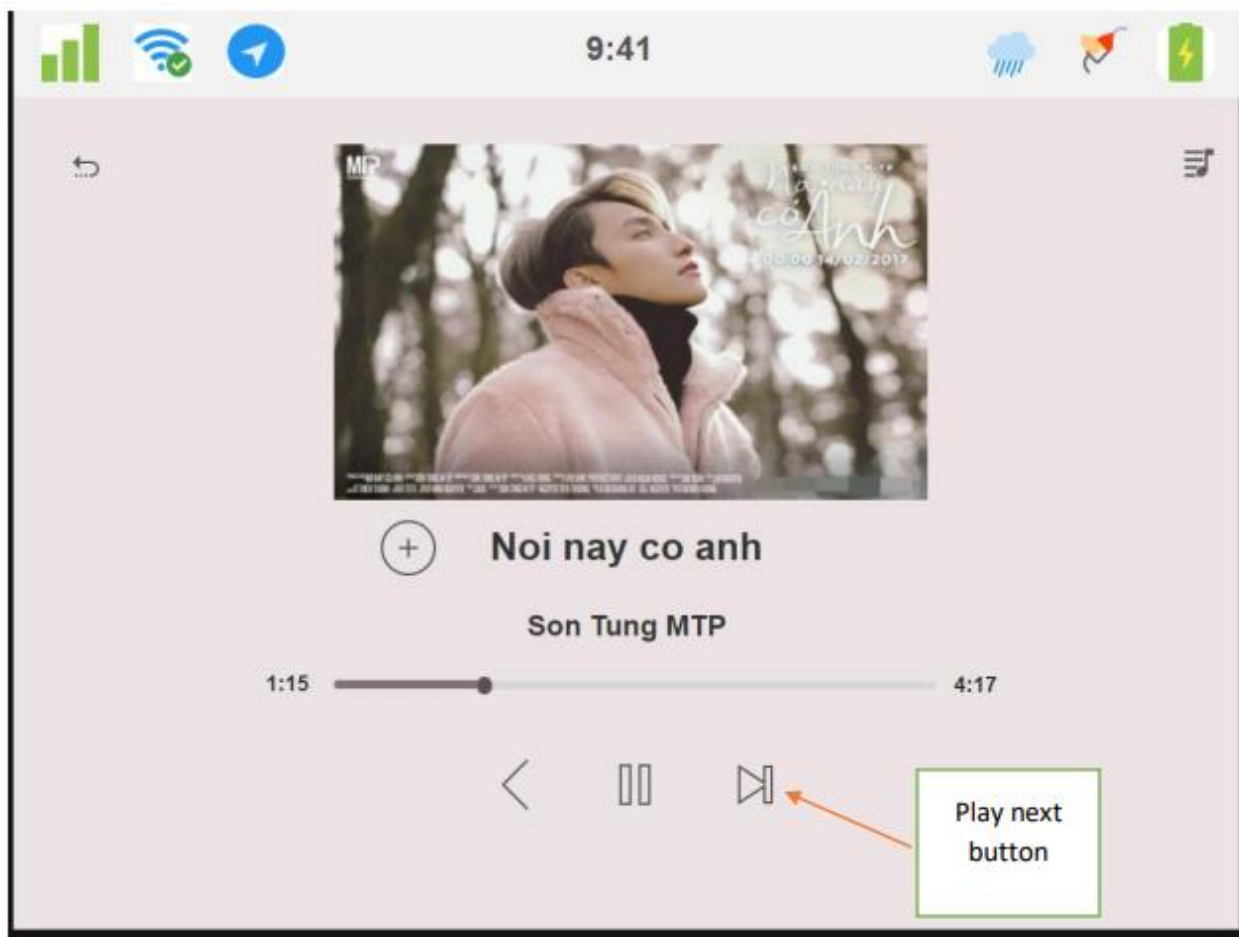 9:41
MTP
Nơi này
có Anh
00:00 14/02/2017
Noi nay co anh
Son Tung MTP
1:15
4:17
Play next
button